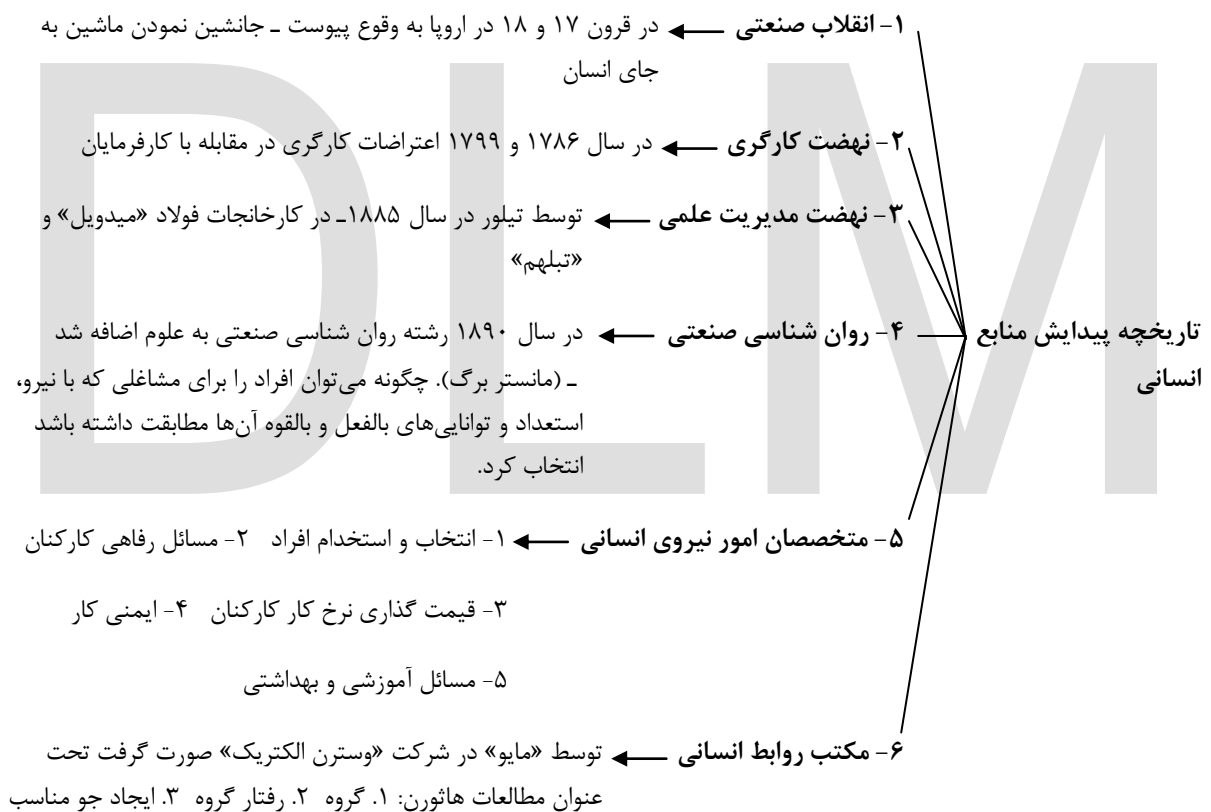 ۱- انقلاب صنعتی در قرون ۱۷ و ۱۸ در اروپا به وقوع پیوست ـ جانشین نمودن ماشین به
جای انسان
۲- نهضت کارگری در سال ۱۷۸۶ و ۱۷۹۹ اعتراضات کارگری در مقابله با کارفرمایان
۳- نهضت مدیریت علمی توسط تیلور در سال ۱۸۸۵ـ در کارخانجات فولاد «میدویل» و
«تبلهم»
تاریخچه پیدایش منابع
انسانی
۴- روان شناسی صنعتی در سال ۱۸۹۰ رشته روان شناسی صنعتی به علوم اضافه شد
ـ (مانستر برگ). چگونه می‌توان افراد را برای مشاغلی که با نیرو،
استعداد و توانایی‌های بالفعل و بالقوه آن‌ها مطابقت داشته باشد
انتخاب کرد.
۵- متخصصان امور نیروی انسانی ۱- انتخاب و استخدام افراد ۲- مسائل رفاهی کارکنان
۳- قیمت گذاری نرخ کار کارکنان ۴- ایمنی کار
۵- مسائل آموزشی و بهداشتی
۶- مکتب روابط انسانی توسط «مایو» در شرکت «وسترن الکتریک» صورت گرفت تحت
عنوان مطالعات هاثورن: ۱. گروه ۲. رفتار گروه ۳. ایجاد جو مناسب
DLM